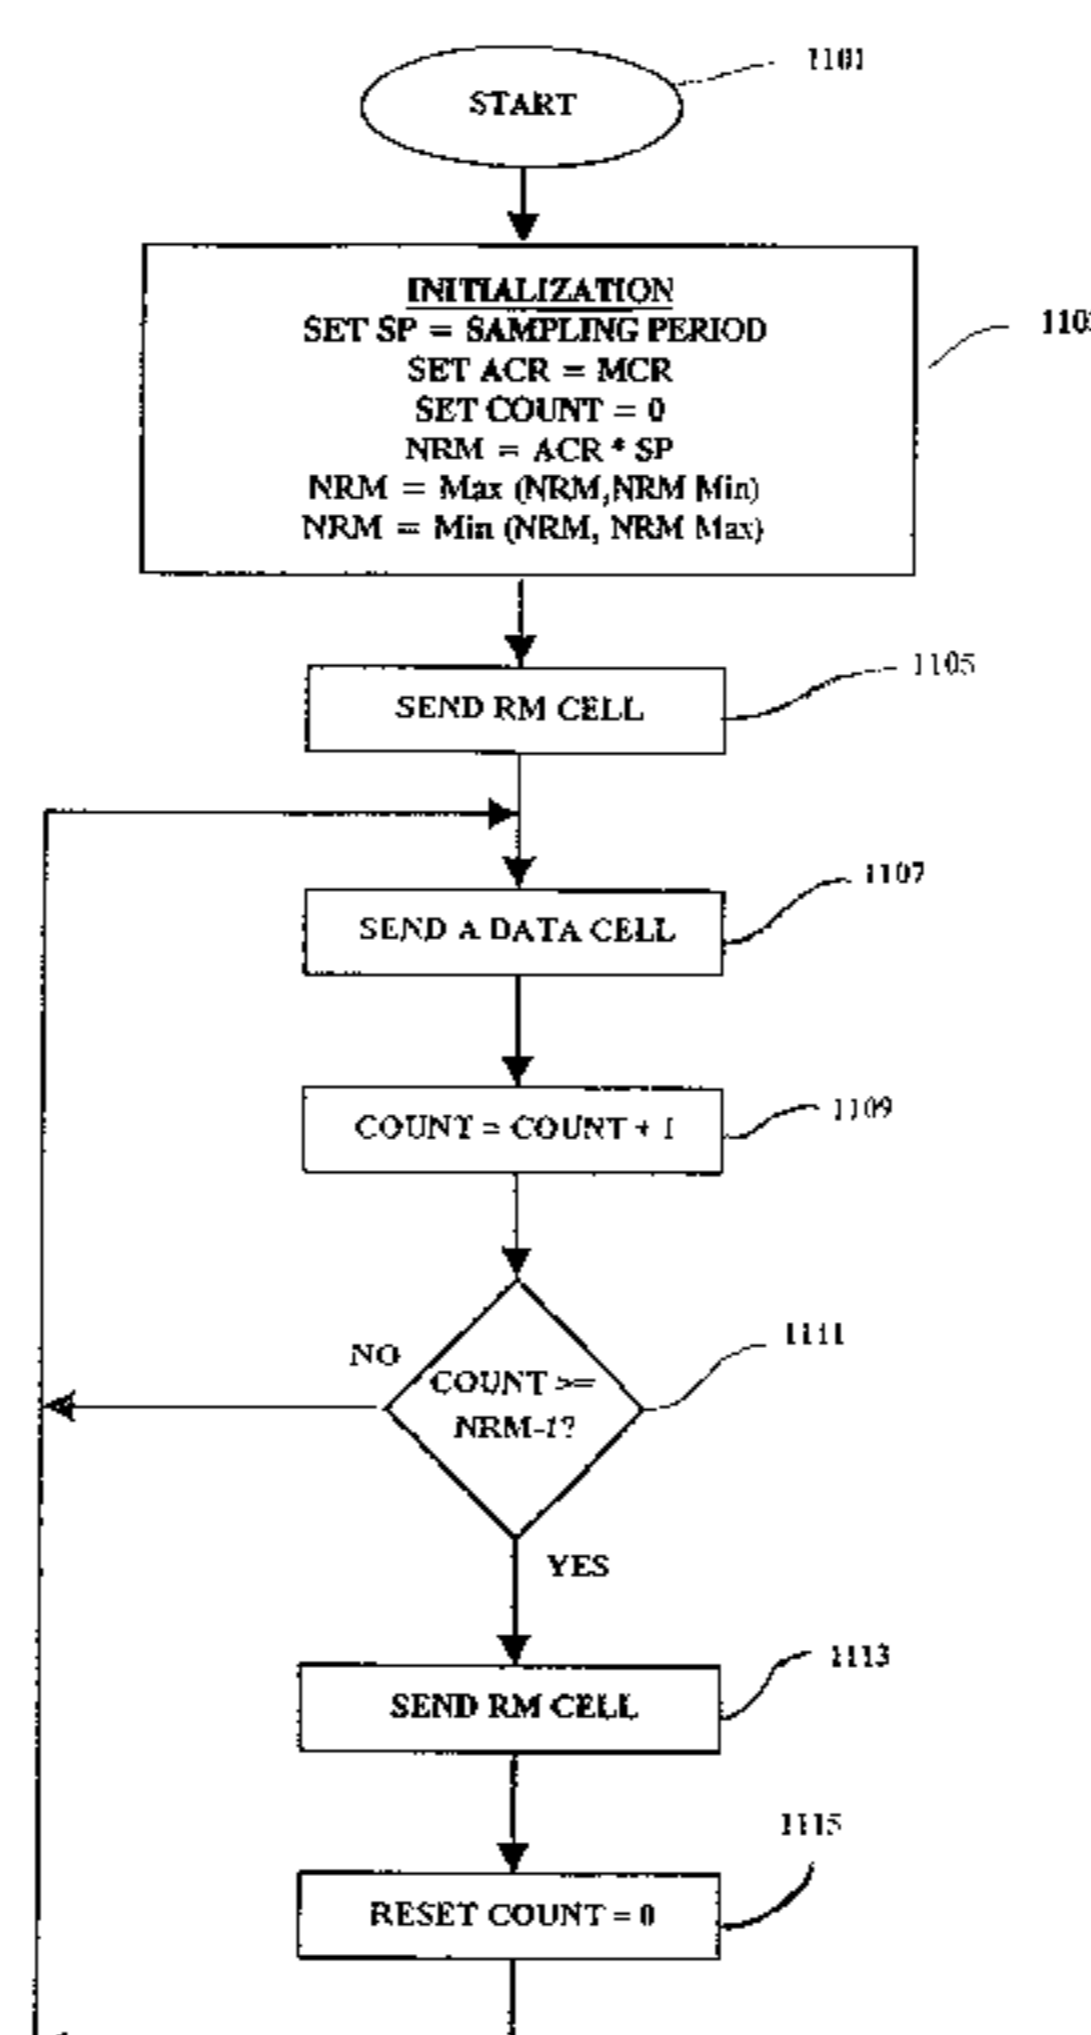 1101
START
INITIALIZATION
SET SP = SAMPLING PERIOD
SET ACR = MCR
SET COUNT = 0
NRM = ACR * SP
NRM = Max (NRM,NRM Min)
NRM = Min (NRM, NRM Max)
SEND RM CELL
1105
SEND A DATA CELL
1107
COUNT = COUNT + 1
1109
NO
COUNT >=
NRM-1?
1111
YES
SEND RM CELL
1113
RESET COUNT = 0
1115